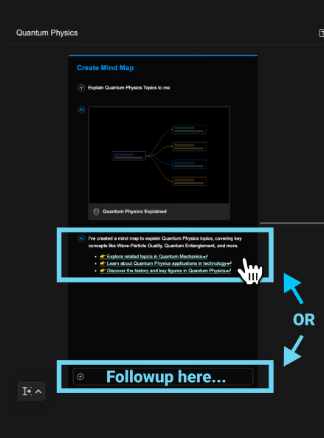 Quantum Physics
Create Mind Map
Y Explain Quantum Physics Topics to me
Quantum Physics Explained
I've created a mind map to explain Quantum Physics topics, covering key
concepts like Wave-Particle Duality, Quantum Entanglement, and more.
• 👉 Explore related topics in Quantum Mechanics↵
• 👉 Learn about Quantum Physics applications in technology↵
• 👉 Discover the history and key figures in Quantum Physics↵
OR
Followup here...